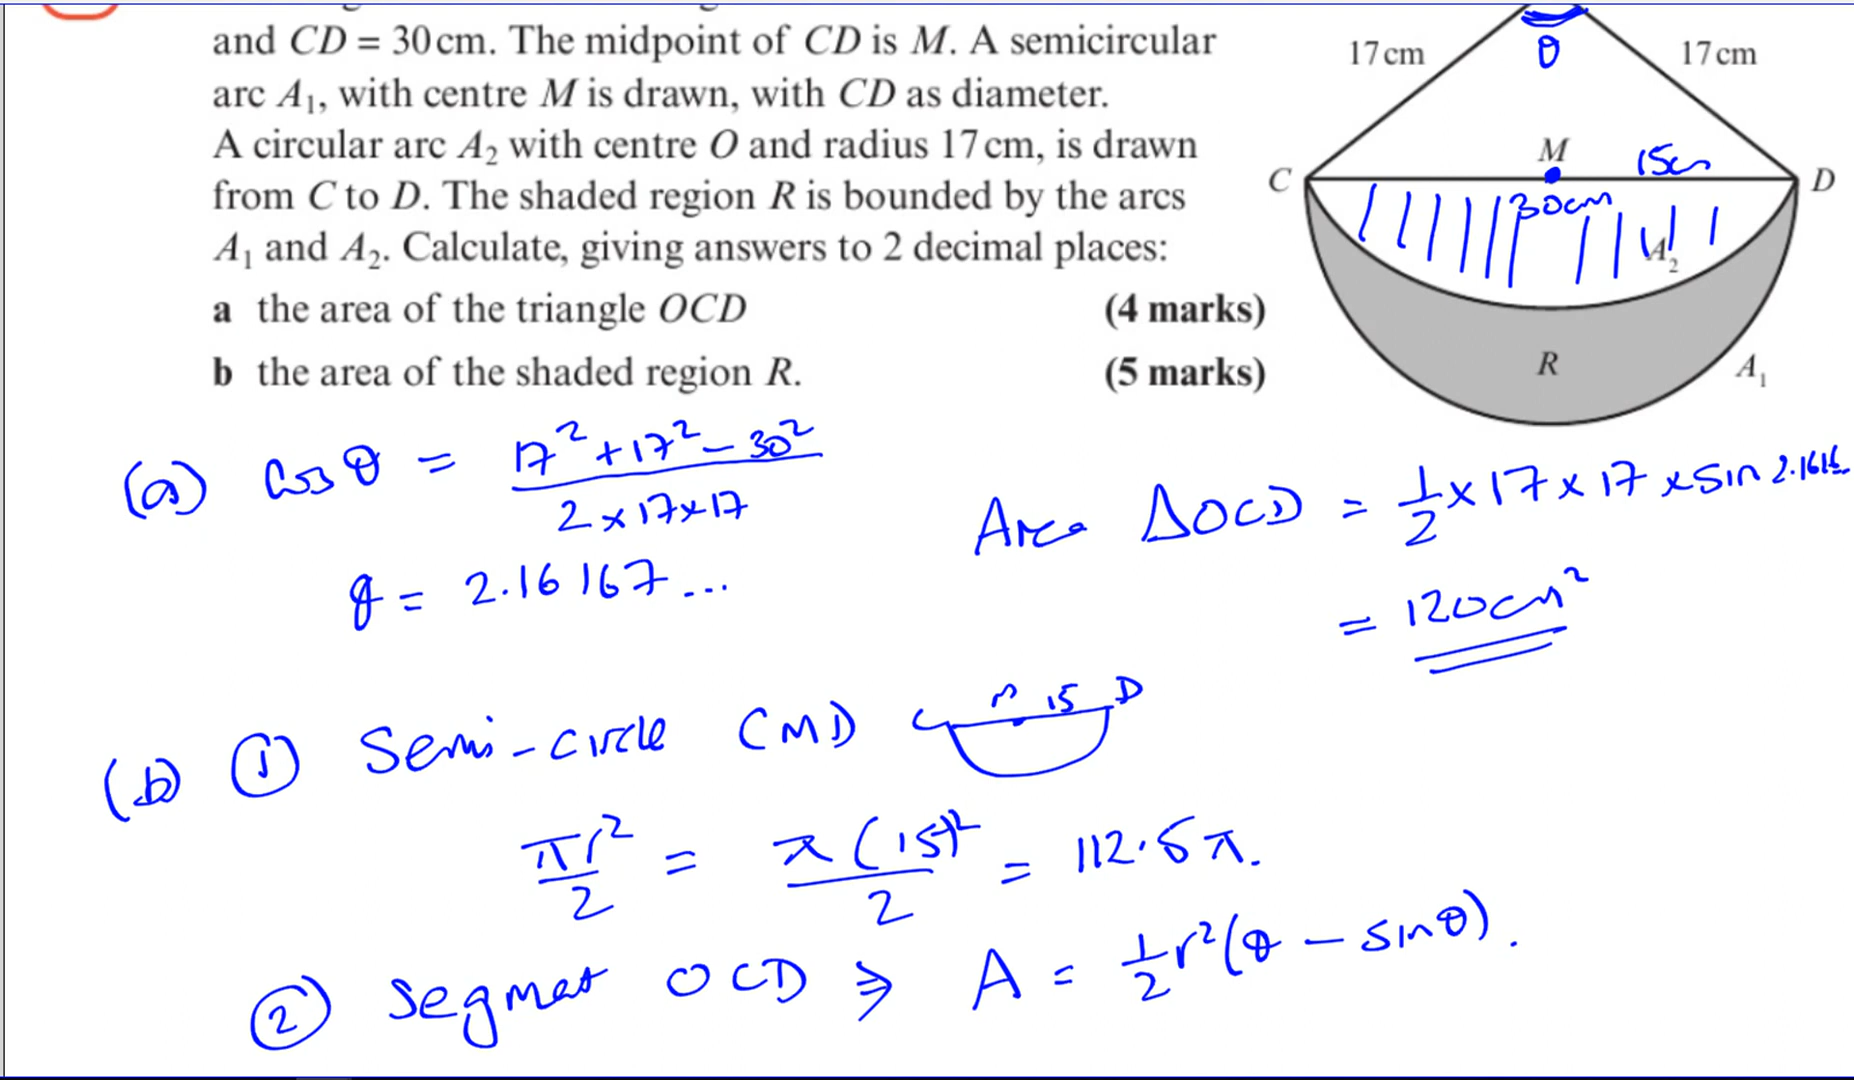 and CD = 30 cm. The midpoint of CD is M. A semicircular
arc A₁, with centre M is drawn, with CD as diameter.
A circular arc A₂ with centre O and radius 17 cm, is drawn
from C to D. The shaded region R is bounded by the arcs
A₁ and A₂. Calculate, giving answers to 2 decimal places:
a the area of the triangle OCD (4 marks)
b the area of the shaded region R. (5 marks)
17 cm θ 17 cm
M 15cm
C D
30cm
A₂
R A₁
(a) Cos θ = (17² + 17² – 30²) / (2 × 17 × 17)
θ = 2.16167...
Area ΔOCD = 1/2 × 17 × 17 × sin 2.1616..
= 120cm²
(b) ① Semi-circle CMD C M 15 D
πr²/2 = π(15)²/2 = 112.5π.
② Segmet OCD ⇒ A = 1/2 r²(θ – sinθ).